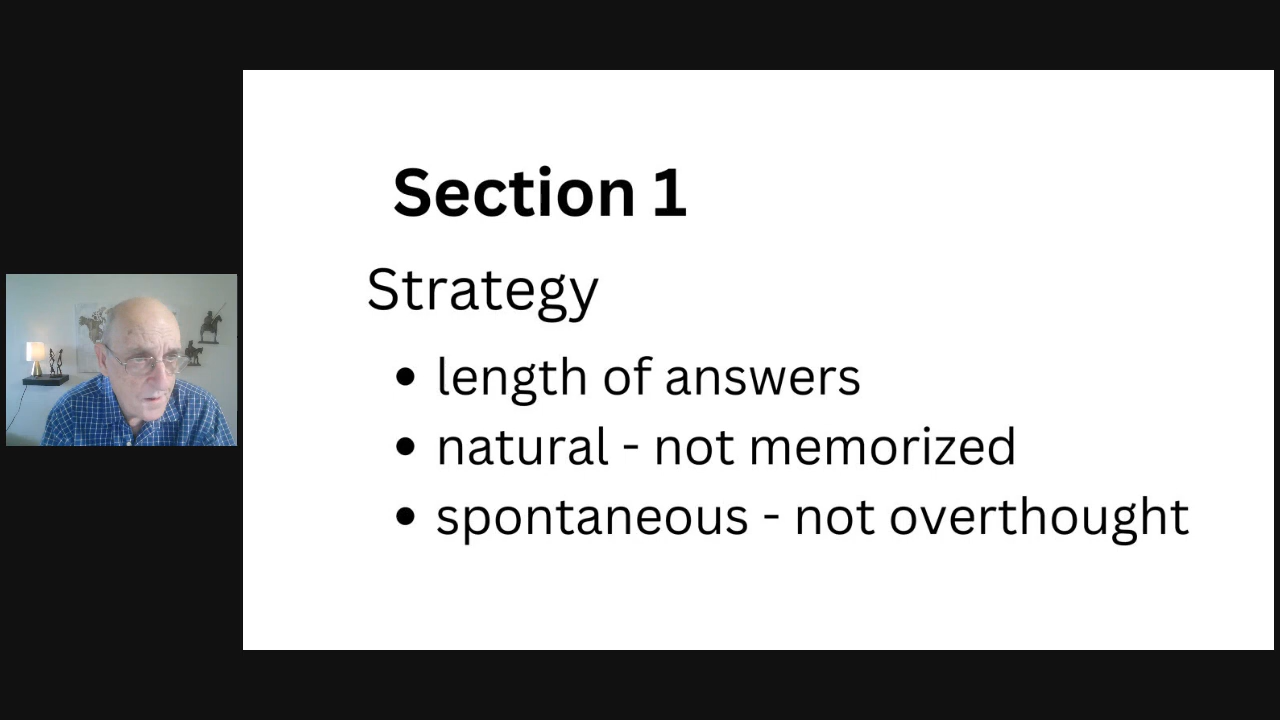 Section 1
Strategy
• length of answers
• natural - not memorized
• spontaneous - not overthought